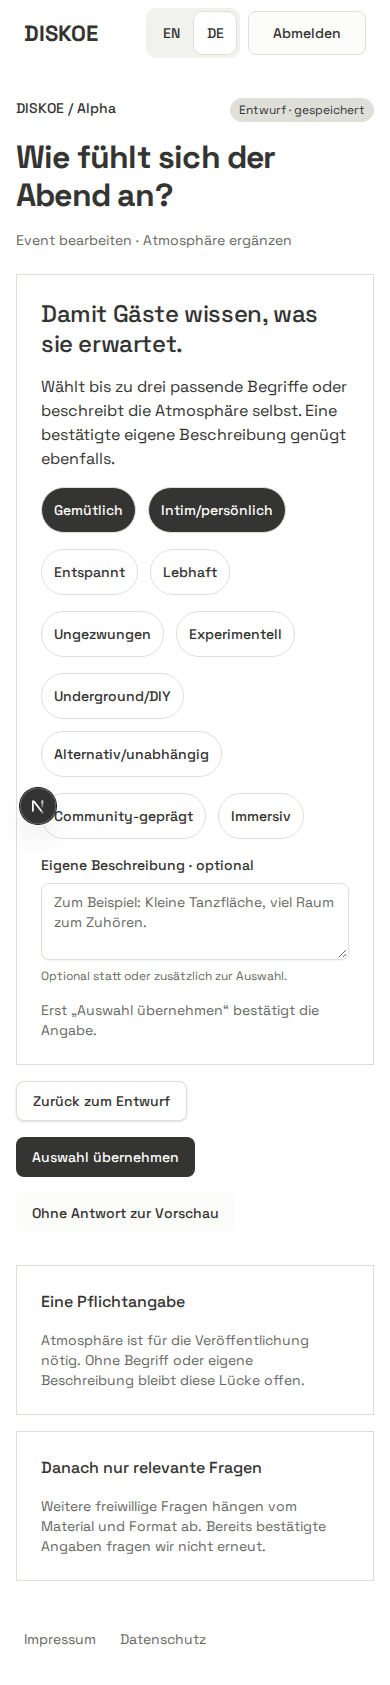 DISKOE
EN
DE
Abmelden
DISKOE / Alpha
Entwurf · gespeichert
Wie fühlt sich der
Abend an?
Event bearbeiten · Atmosphäre ergänzen
Damit Gäste wissen, was
sie erwartet.
Wählt bis zu drei passende Begriffe oder
beschreibt die Atmosphäre selbst. Eine
bestätigte eigene Beschreibung genügt
ebenfalls.
Gemütlich
Intim/persönlich
Entspannt
Lebhaft
Ungezwungen
Experimentell
Underground/DIY
Alternativ/unabhängig
N
Community-geprägt
Immersiv
Eigene Beschreibung · optional
Zum Beispiel: Kleine Tanzfläche, viel Raum
zum Zuhören.
Optional statt oder zusätzlich zur Auswahl.
Erst „Auswahl übernehmen“ bestätigt die
Angabe.
Zurück zum Entwurf
Auswahl übernehmen
Ohne Antwort zur Vorschau
Eine Pflichtangabe
Atmosphäre ist für die Veröffentlichung
nötig. Ohne Begriff oder eigene
Beschreibung bleibt diese Lücke offen.
Danach nur relevante Fragen
Weitere freiwillige Fragen hängen vom
Material und Format ab. Bereits bestätigte
Angaben fragen wir nicht erneut.
Impressum
Datenschutz